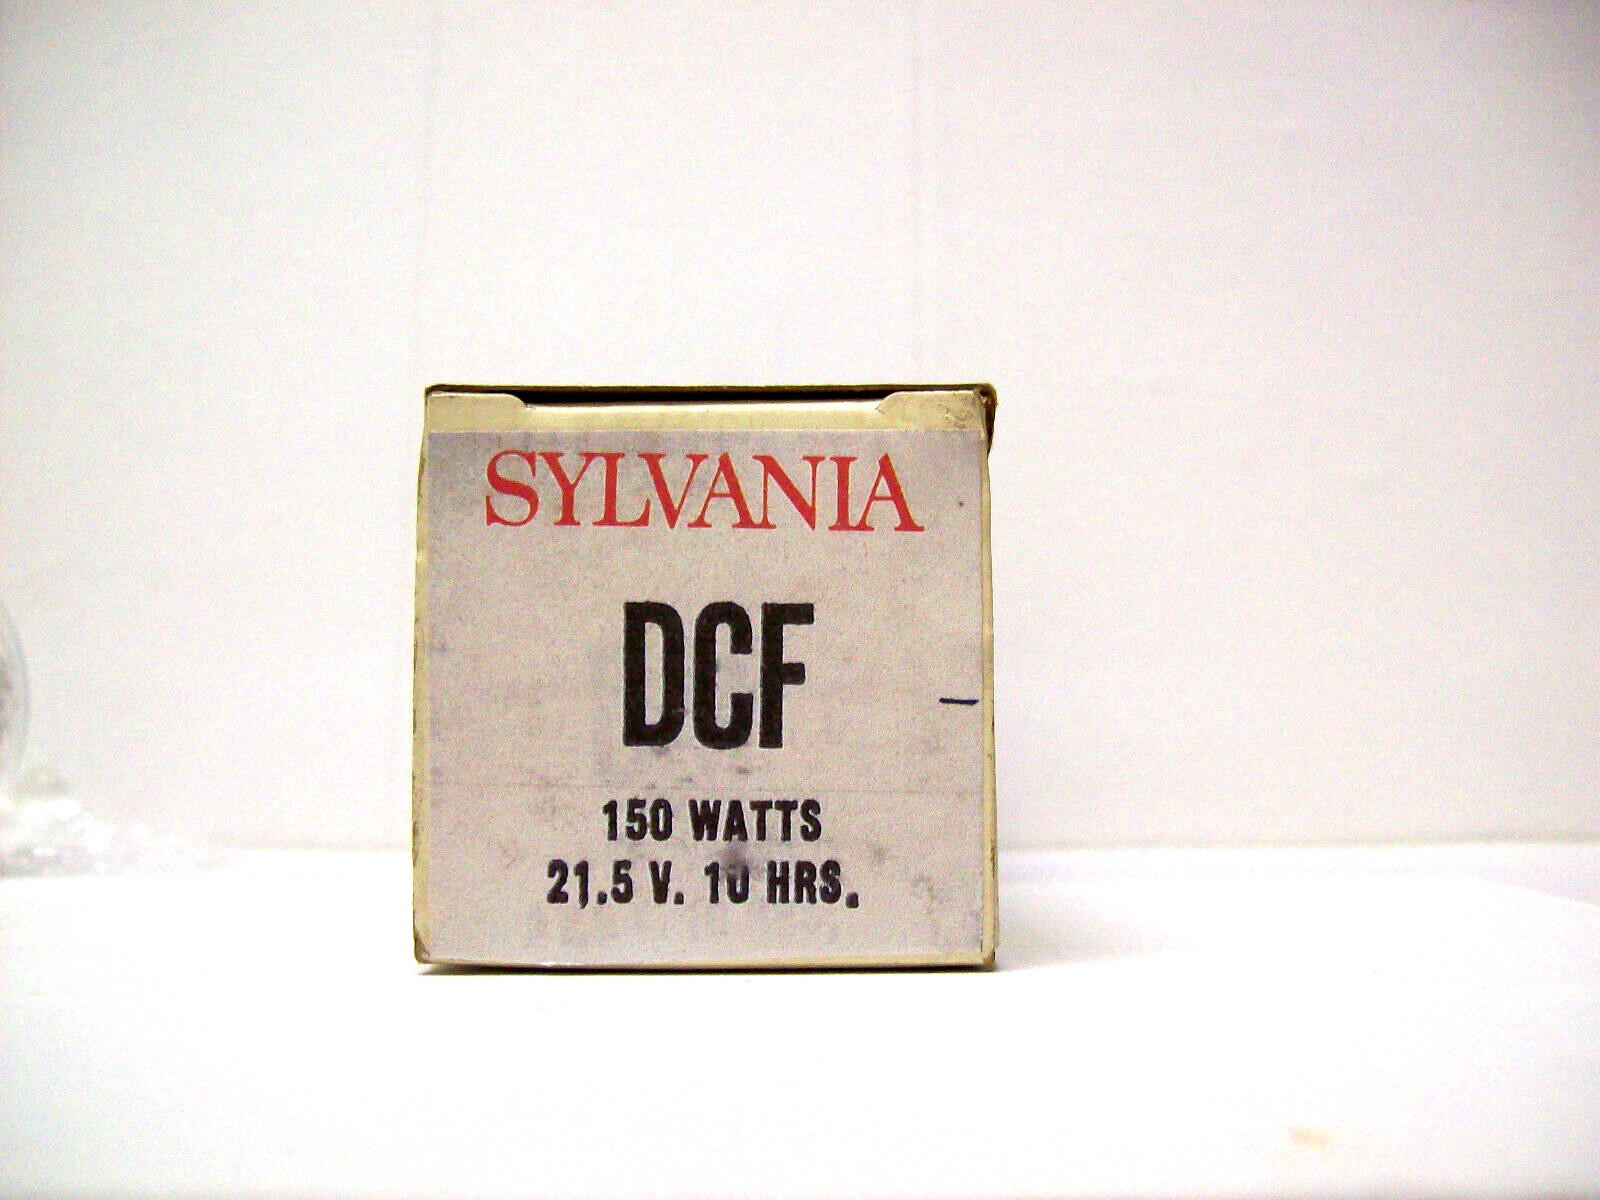 SYLVANIA
DCF
150 WATTS
21.5 V. 10 HRS.